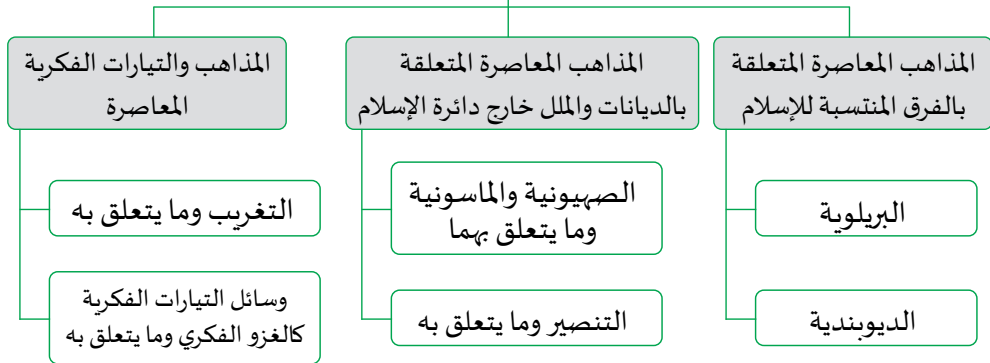 المذاهب المعاصرة المتعلقة
بالفرق المنتسبة للإسلام
البريلوية
الديوبندية
المذاهب المعاصرة المتعلقة
بالديانات والملل خارج دائرة الإسلام
الصهيونية والماسونية
وما يتعلق بهما
التنصير وما يتعلق به
المذاهب والتيارات الفكرية
المعاصرة
التغريب وما يتعلق به
وسائل التيارات الفكرية
كالغزو الفكري وما يتعلق به